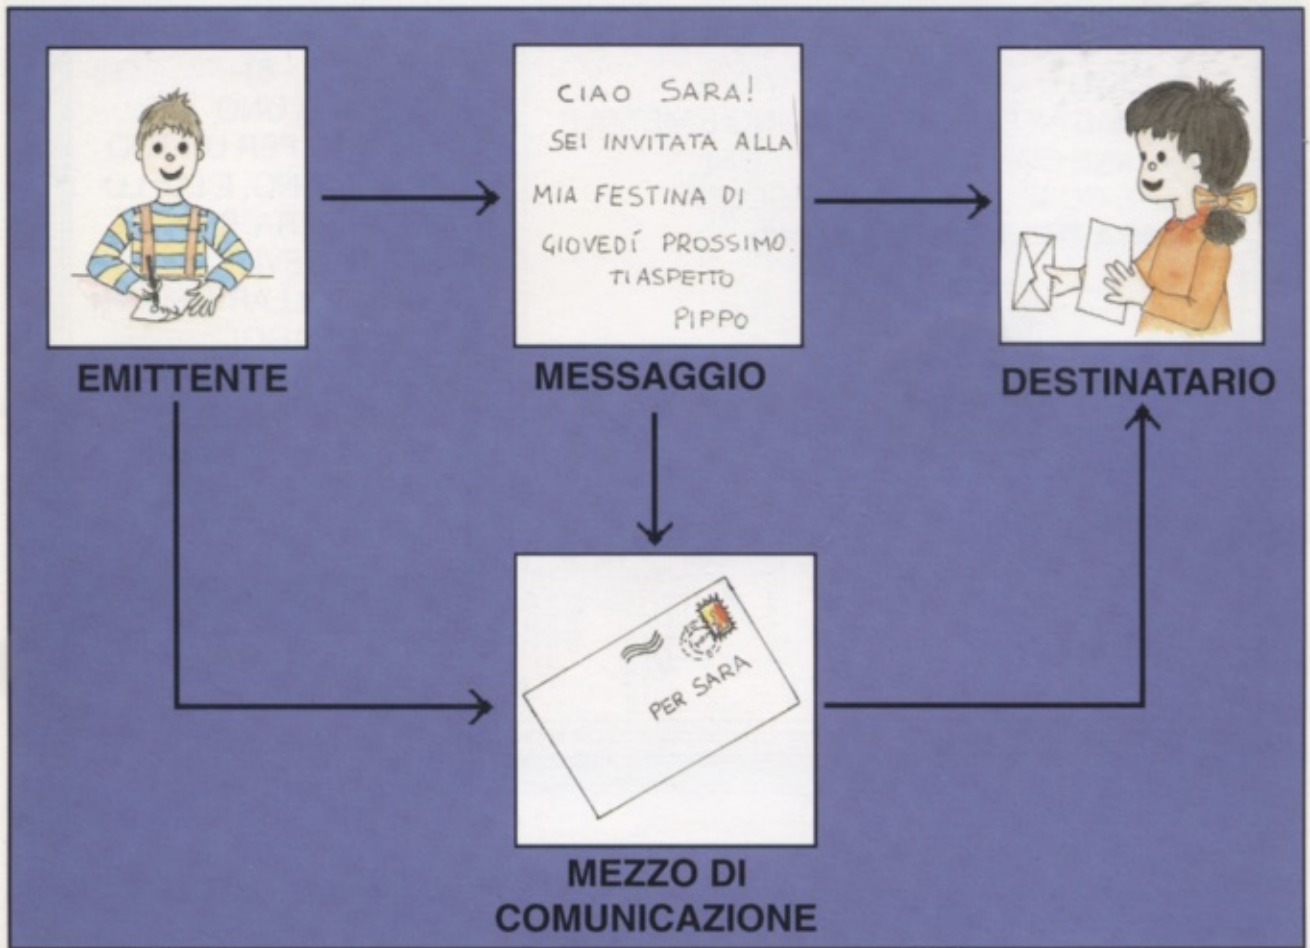 CIAO SARA!
SEI INVITATA ALLA
MIA FESTINA DI
GIOVEDÍ PROSSIMO.
TI ASPETTO
PIPPO
EMITTENTE
MESSAGGIO
DESTINATARIO
PER SARA
MEZZO DI
COMUNICAZIONE